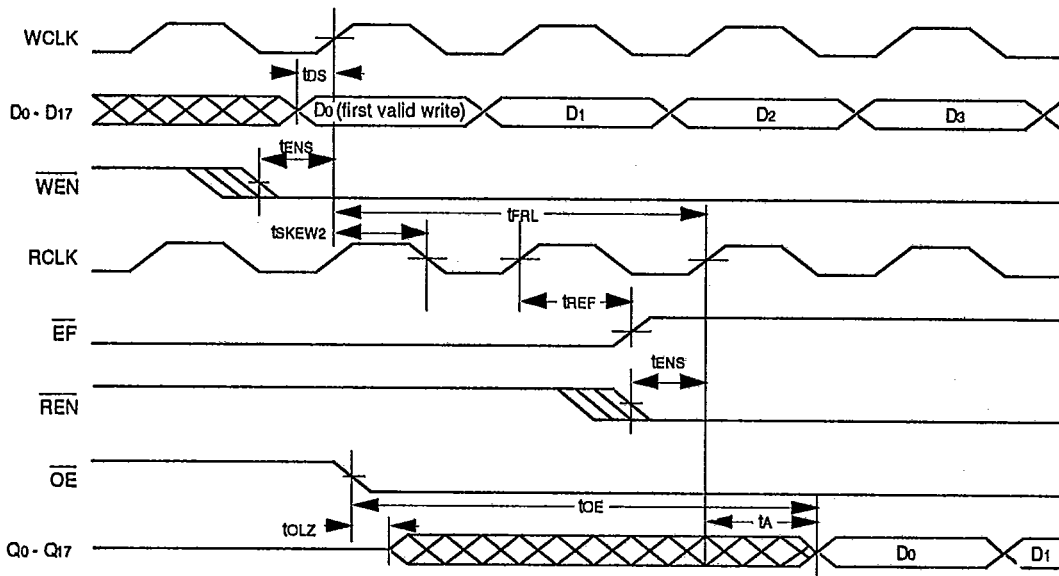 WCLK
tDS
D0 - D17
D0 (first valid write)
D1
D2
D3
tENS
WEN
tFRL
tSKEW2
RCLK
tREF
EF
tENS
REN
OE
tOE
tOLZ
tA
Q0 - Q17
D0
D1